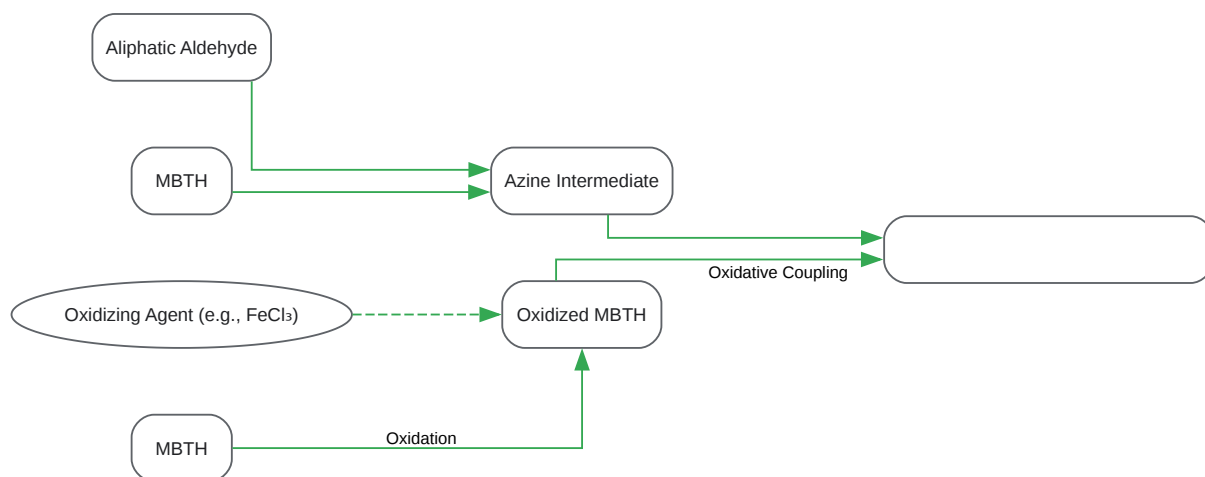 Aliphatic Aldehyde
MBTH
Azine Intermediate
Oxidative Coupling
Oxidizing Agent (e.g., FeCl₃)
Oxidized MBTH
Oxidation
MBTH